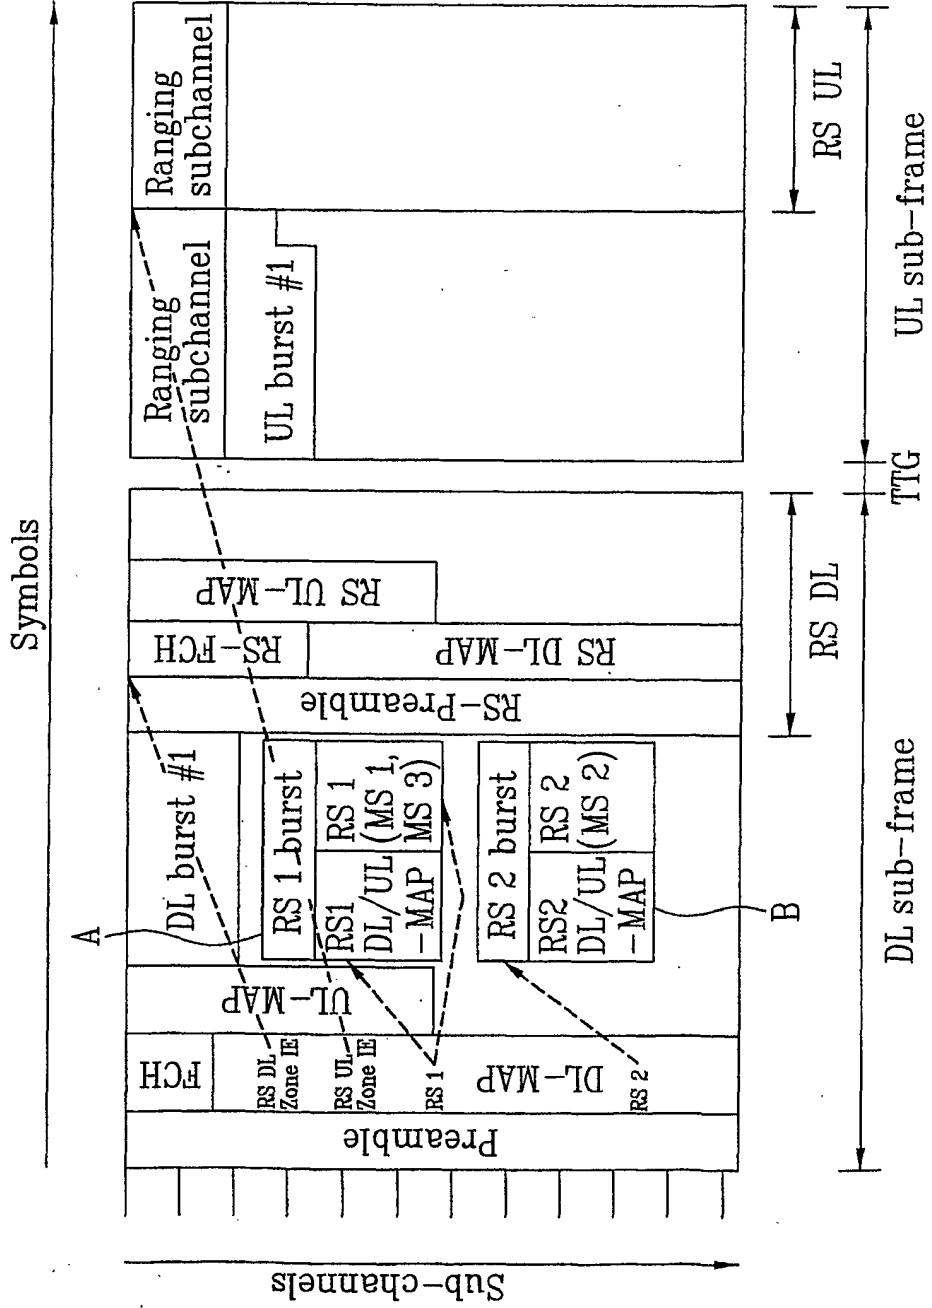 Symbols
Sub-channels
Preamble
FCH
DL-MAP
RS DL
Zone IE
RS UL
Zone IE
RS 1
RS 2
UL-MAP
DL burst #1
A
RS 1 burst
RS1
DL/UL
-MAP
RS 1
(MS 1,
MS 3)
RS 2 burst
RS2
DL/UL
-MAP
RS 2
(MS 2)
B
RS-Preamble
RS-FCH
RS DL-MAP
RS UL-MAP
Ranging
subchannel
UL burst #1
Ranging
subchannel
RS DL
RS UL
DL sub-frame
TTG
UL sub-frame